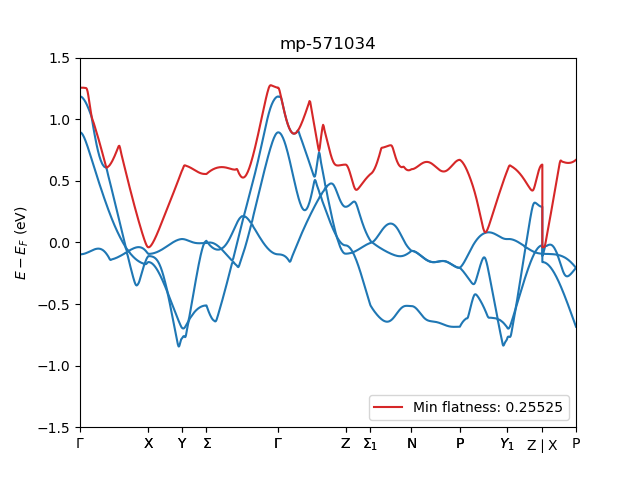 mp-571034
1.5
1.0
0.5
0.0
−0.5
−1.0
−1.5
E − E_F (eV)
Min flatness: 0.25525
Γ X Y Σ Γ Z Σ₁ N P Y₁ Z | X P